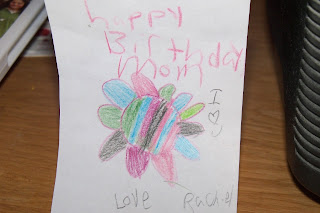 happy
Birthday
mom
I
♡
U
Love Rachel